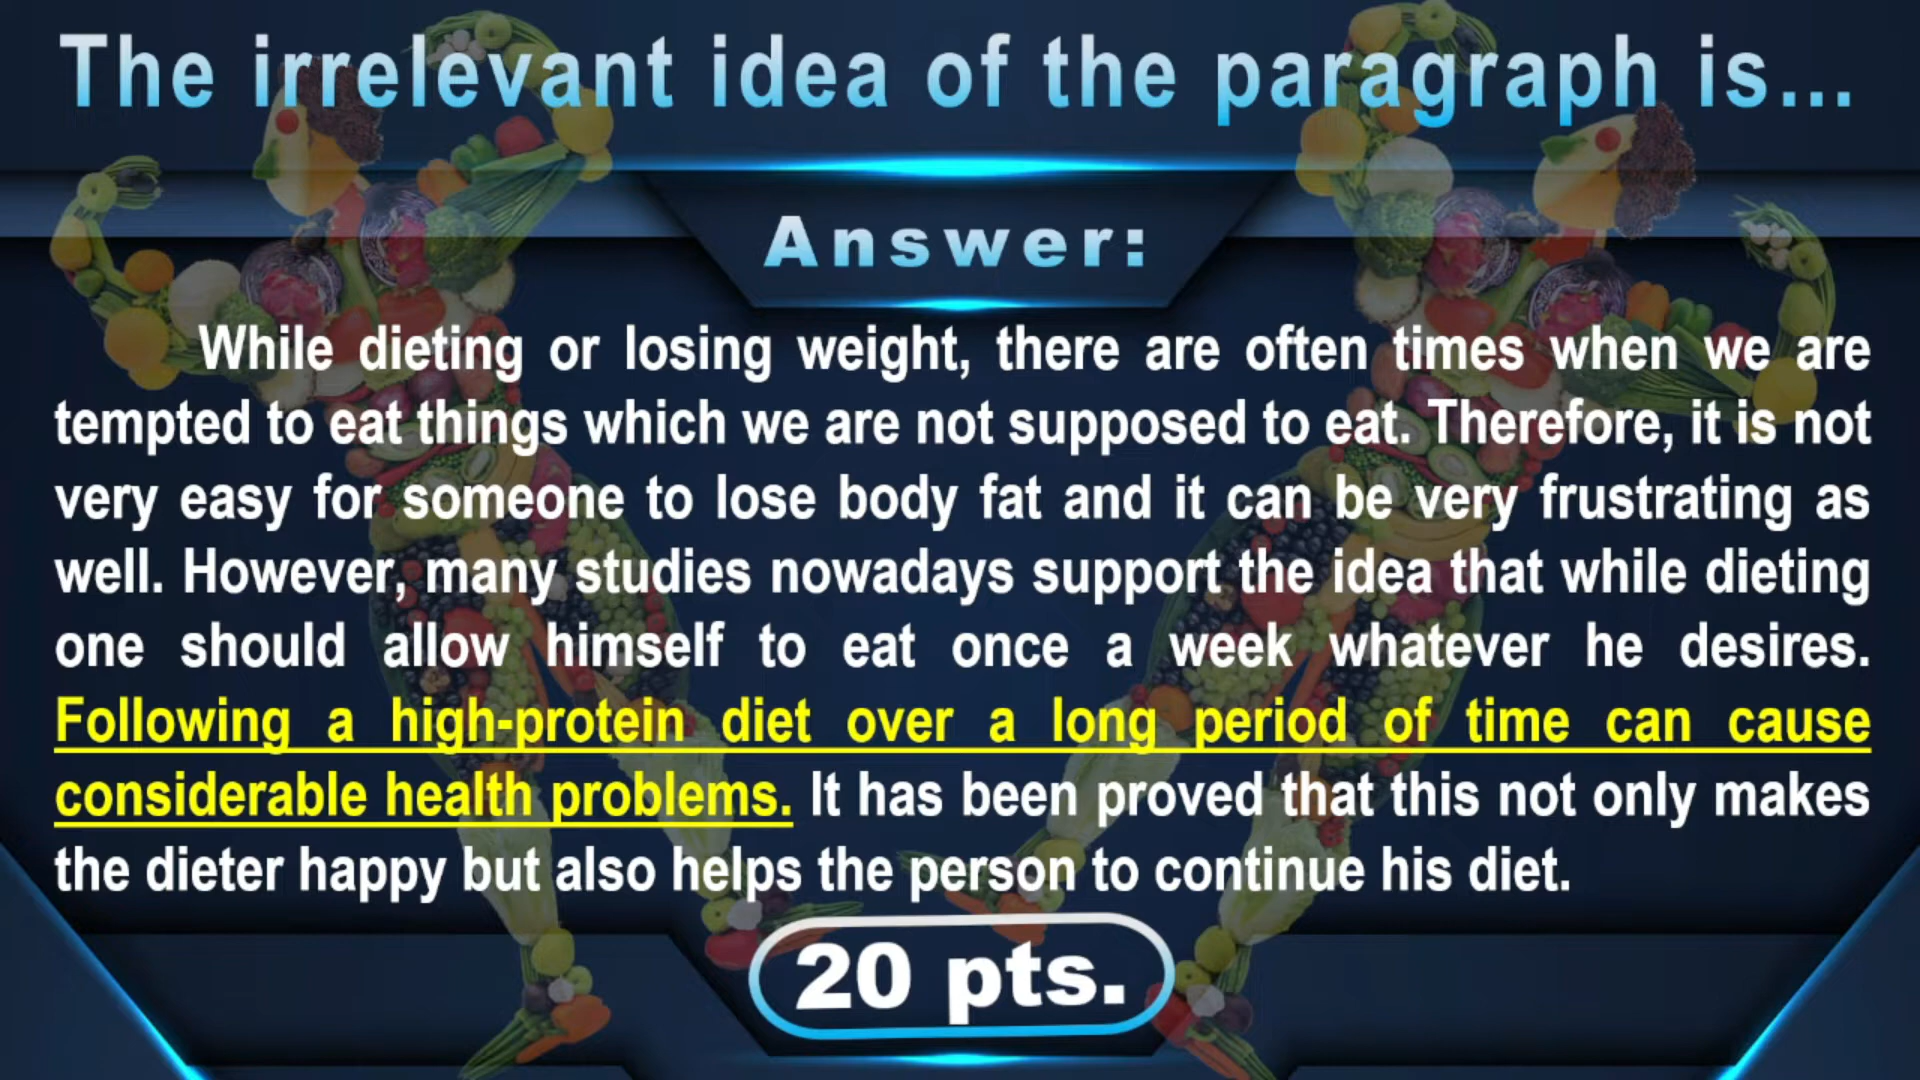 The irrelevant idea of the paragraph is...
Answer:
While dieting or losing weight, there are often times when we are
tempted to eat things which we are not supposed to eat. Therefore, it is not
very easy for someone to lose body fat and it can be very frustrating as
well. However, many studies nowadays support the idea that while dieting
one should allow himself to eat once a week whatever he desires.
Following a high-protein diet over a long period of time can cause
considerable health problems. It has been proved that this not only makes
the dieter happy but also helps the person to continue his diet.
20 pts.